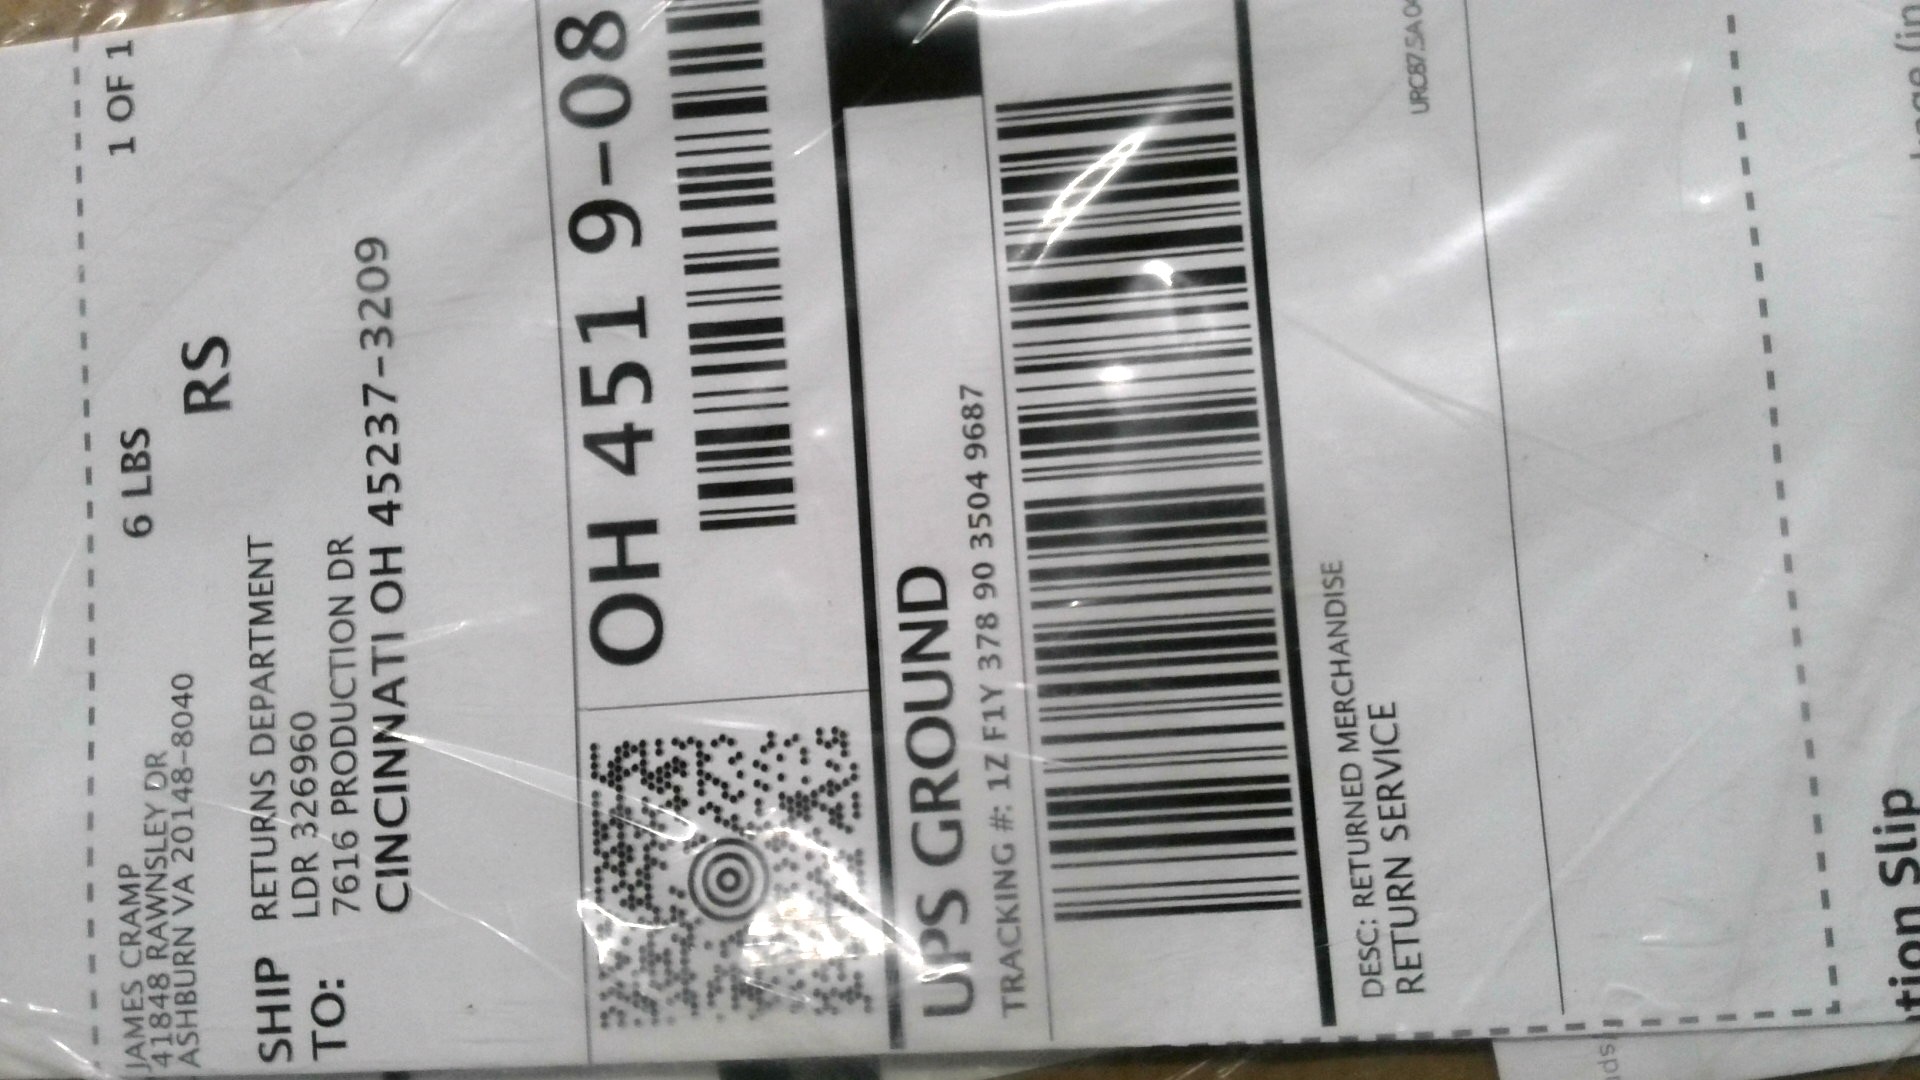 JAMES CRAMP
41848 RAWNSLEY DR
ASHBURN VA 20148-8040
6 LBS
1 OF 1
RS
SHIP TO:
RETURNS DEPARTMENT
LDR 326960
7616 PRODUCTION DR
CINCINNATI OH 45237-3209
OH 451 9-08
UPS GROUND
TRACKING #: 1Z F1Y 378 90 3504 9687
DESC: RETURNED MERCHANDISE
RETURN SERVICE
Slip